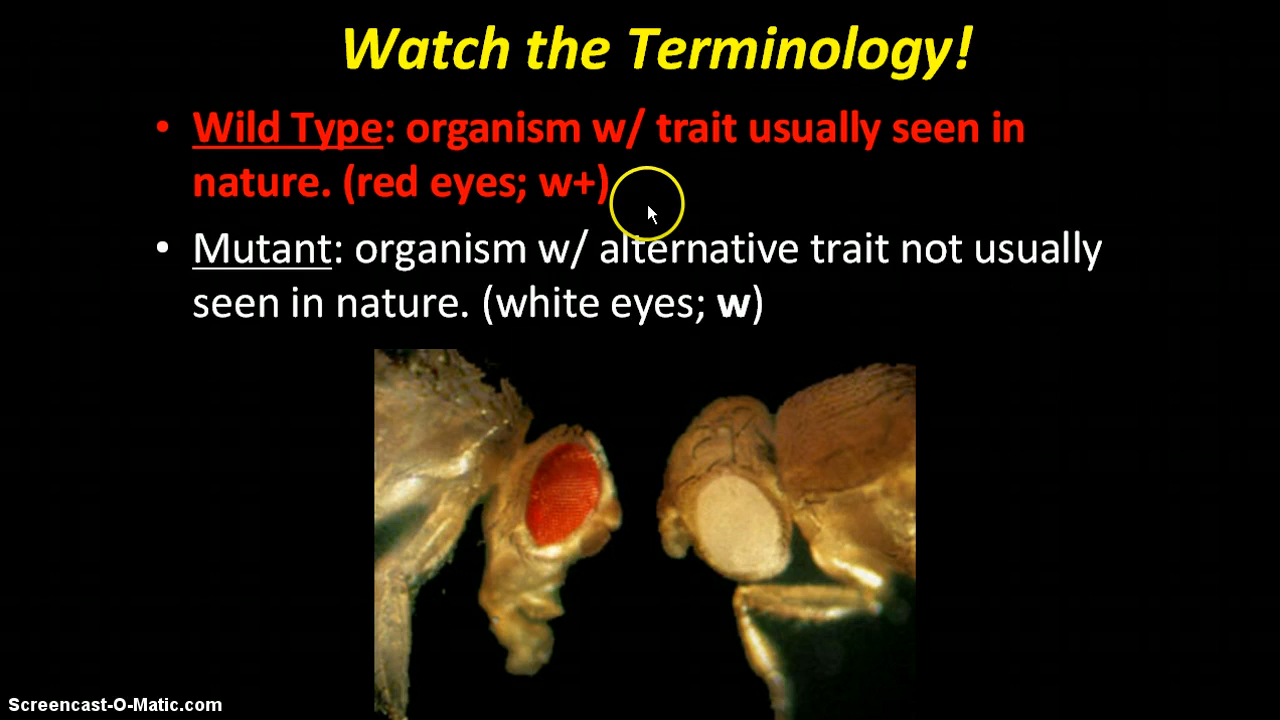 Watch the Terminology!
• Wild Type: organism w/ trait usually seen in
nature. (red eyes; w+)
• Mutant: organism w/ alternative trait not usually
seen in nature. (white eyes; w)
Screencast-O-Matic.com